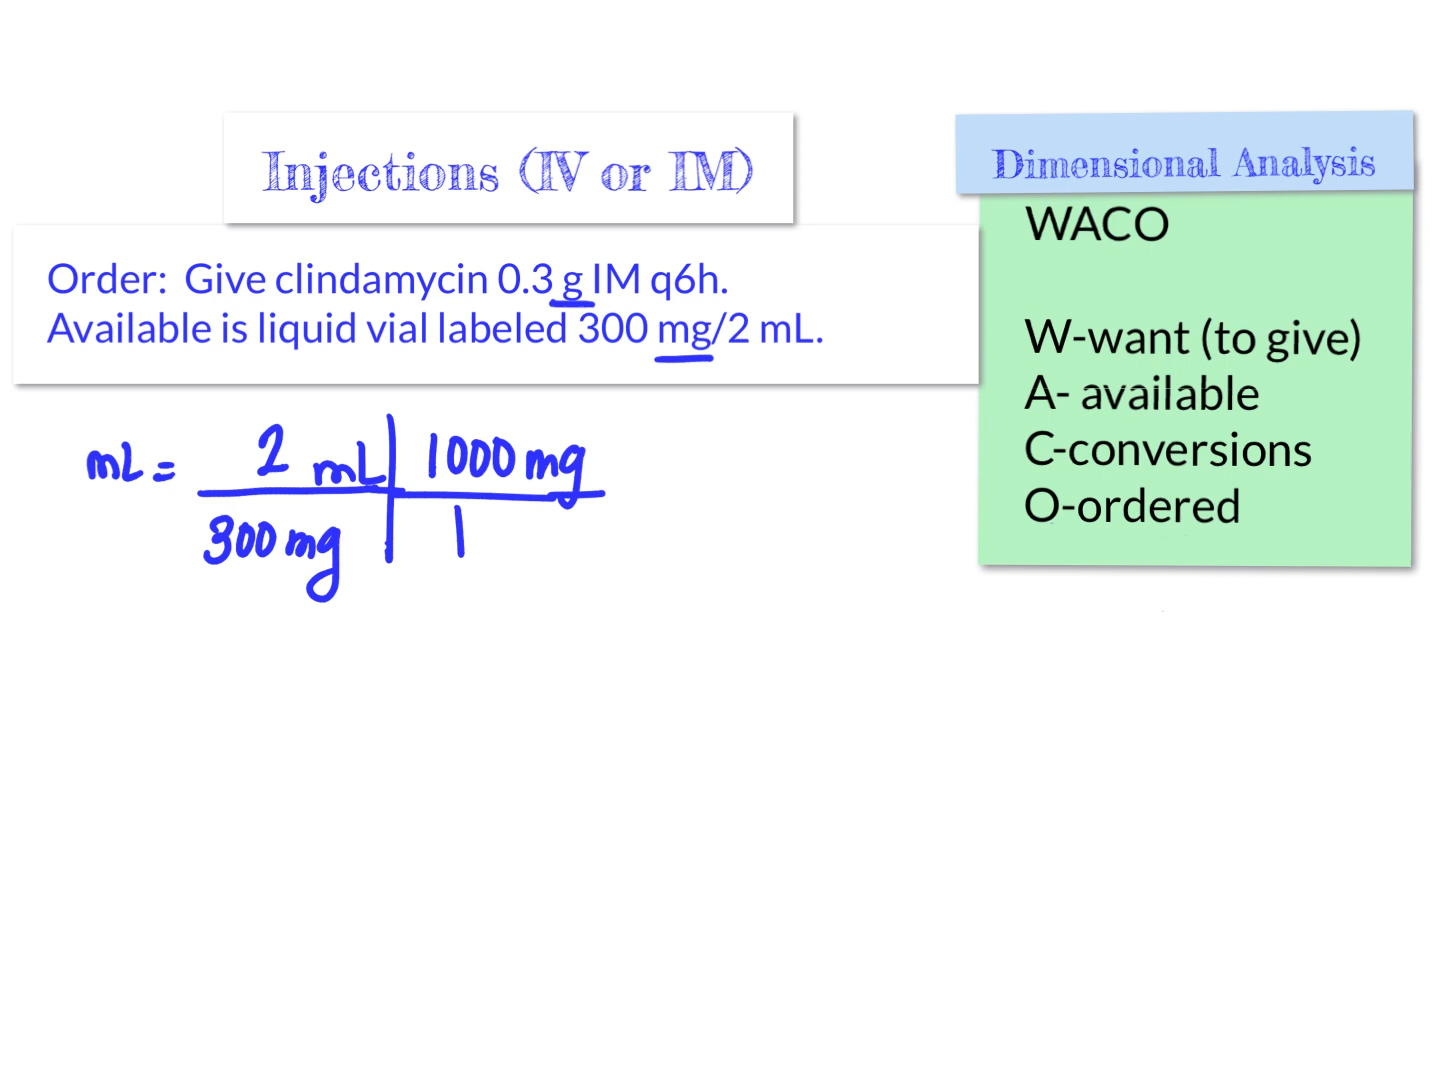 Injections (IV or IM)
Order: Give clindamycin 0.3 g IM q6h.
Available is liquid vial labeled 300 mg/2 mL.
mL = 2 mL 1000 mg
300 mg 1
Dimensional Analysis
WACO
W-want (to give)
A- available
C-conversions
O-ordered